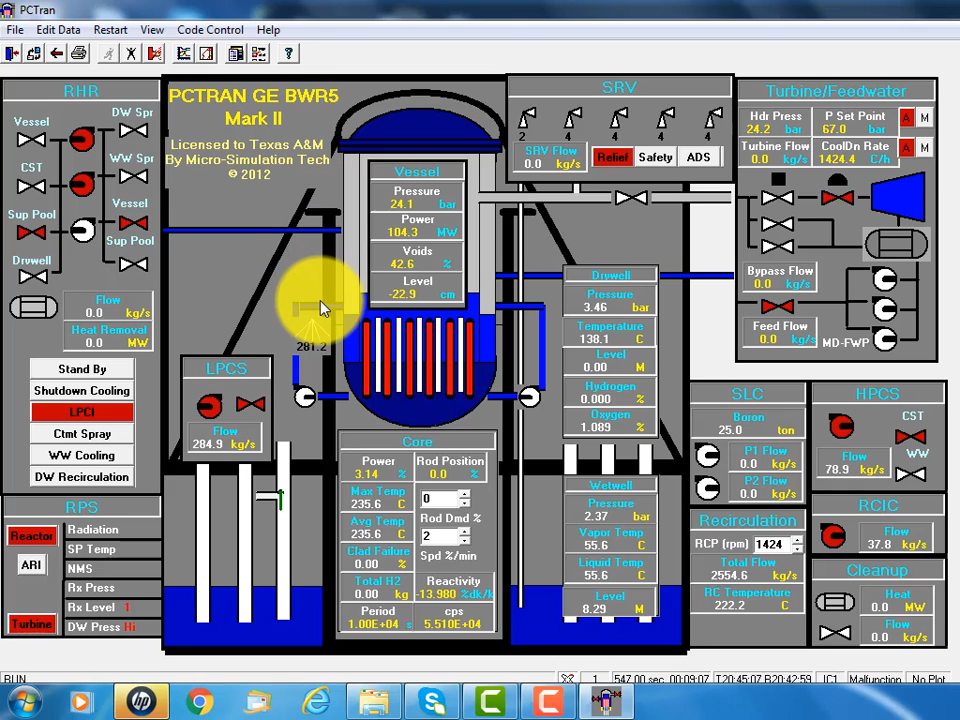 PCTran
File Edit Data Restart View Code Control Help
?
RHR
Vessel DW Spr
CST WW Spr
Sup Pool Vessel
Sup Pool
Drywell
Flow
0.0 kg/s
Heat Removal
0.0 MW
Stand By
Shutdown Cooling
LPCI
Ctmt Spray
WW Cooling
DW Recirculation
RPS
Reactor Radiation
SP Temp
ARI NMS
Rx Press
Rx Level 1
Turbine DW Press Hi
PCTRAN GE BWR5
Mark II
Licensed to Texas A&M
By Micro-Simulation Tech
© 2012
281.2
LPCS
Flow
284.9 kg/s
Vessel
Pressure
24.1 bar
Power
104.3 MW
Voids
42.6 %
Level
-22.9 cm
Core
Power Rod Position
3.14 % 0.0 %
Max Temp
235.6 C 0
Avg Temp Rod Dmd %
235.6 C
Clad Failure 2
0.00 % Spd %/min
Total H2 Reactivity
0.00 kg -13.980 %dk/k
Period cps
1.00E+04 s 5.510E+04
SRV
2 4 4 4 4
SRV Flow
0.0 kg/s
Relief Safety ADS
Drywell
Pressure
3.46 bar
Temperature
138.1 C
Level
0.00 M
Hydrogen
0.000 %
Oxygen
1.089 %
Wetwell
Pressure
2.37 bar
Vapor Temp
55.6 C
Liquid Temp
55.6 C
Level
8.29 M
Turbine/Feedwater
Hdr Press P Set Point A M
24.2 bar 67.0 bar
Turbine Flow CoolDn Rate A M
0.0 kg/s 1424.4 C/h
Bypass Flow
0.0 kg/s
Feed Flow
0.0 kg/s MD-FWP
SLC
Boron
25.0 ton
P1 Flow
0.0 kg/s
P2 Flow
0.0 kg/s
Recirculation
RCP (rpm) 1424
Total Flow
2554.6 kg/s
RC Temperature
222.2 C
HPCS
CST
Flow WW
78.9 kg/s
RCIC
Flow
37.8 kg/s
Cleanup
Heat
0.0 MW
Flow
0.0 kg/s
RUN 1 547.00 sec, 00:09:07 T20:45:07 B20:42:59 IC1 Malfunction No Plot
hp